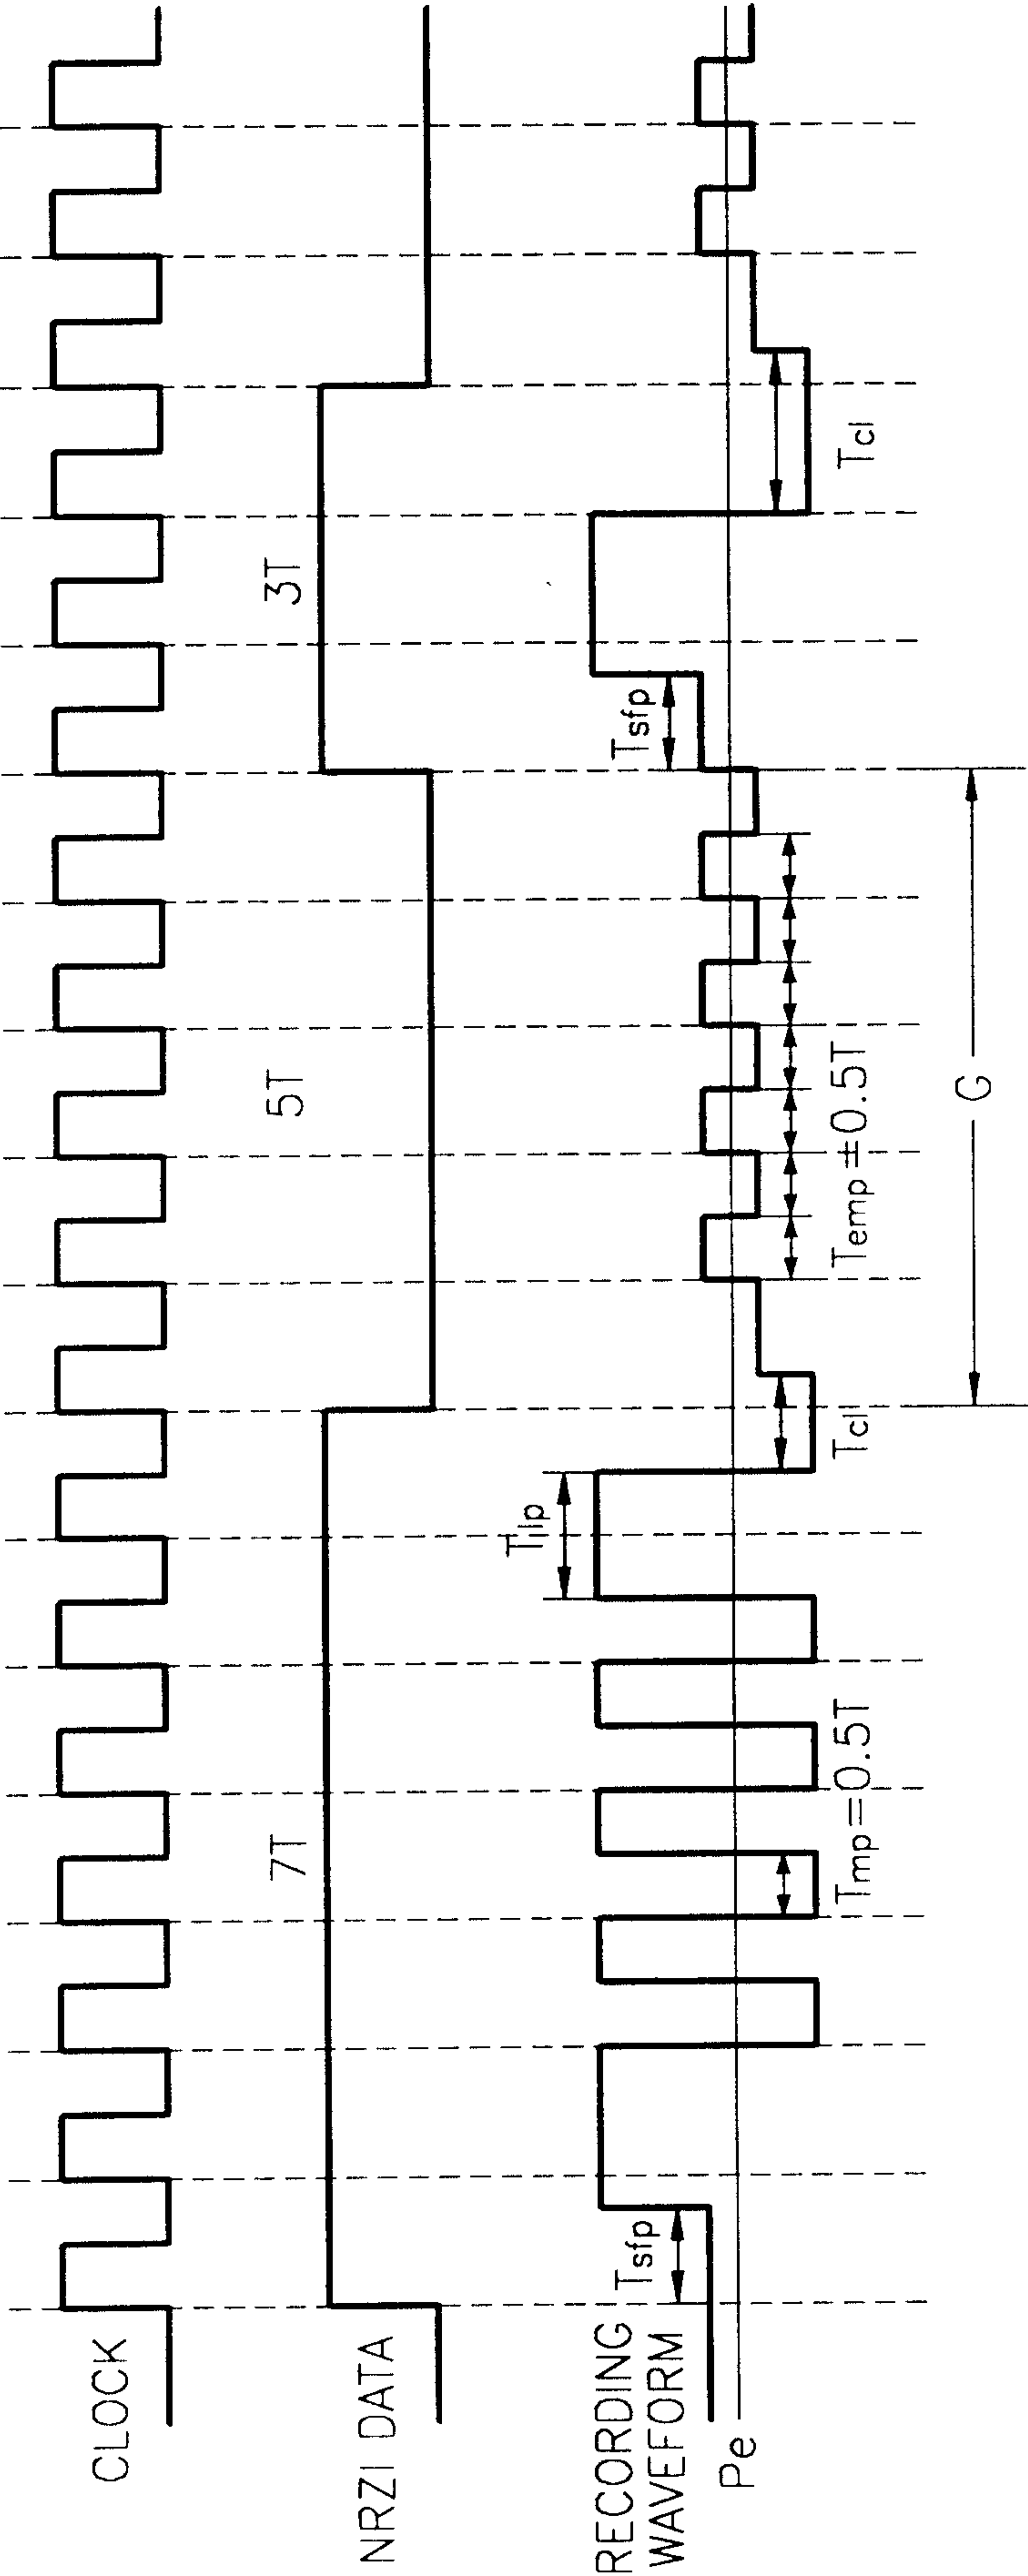 CLOCK
NRZI DATA
7T
5T
3T
RECORDING
WAVEFORM
Pe
Tsfp
Tmp=0.5T
Tllp
Tcl
Temp±0.5T
G
Tsfp
Tcl